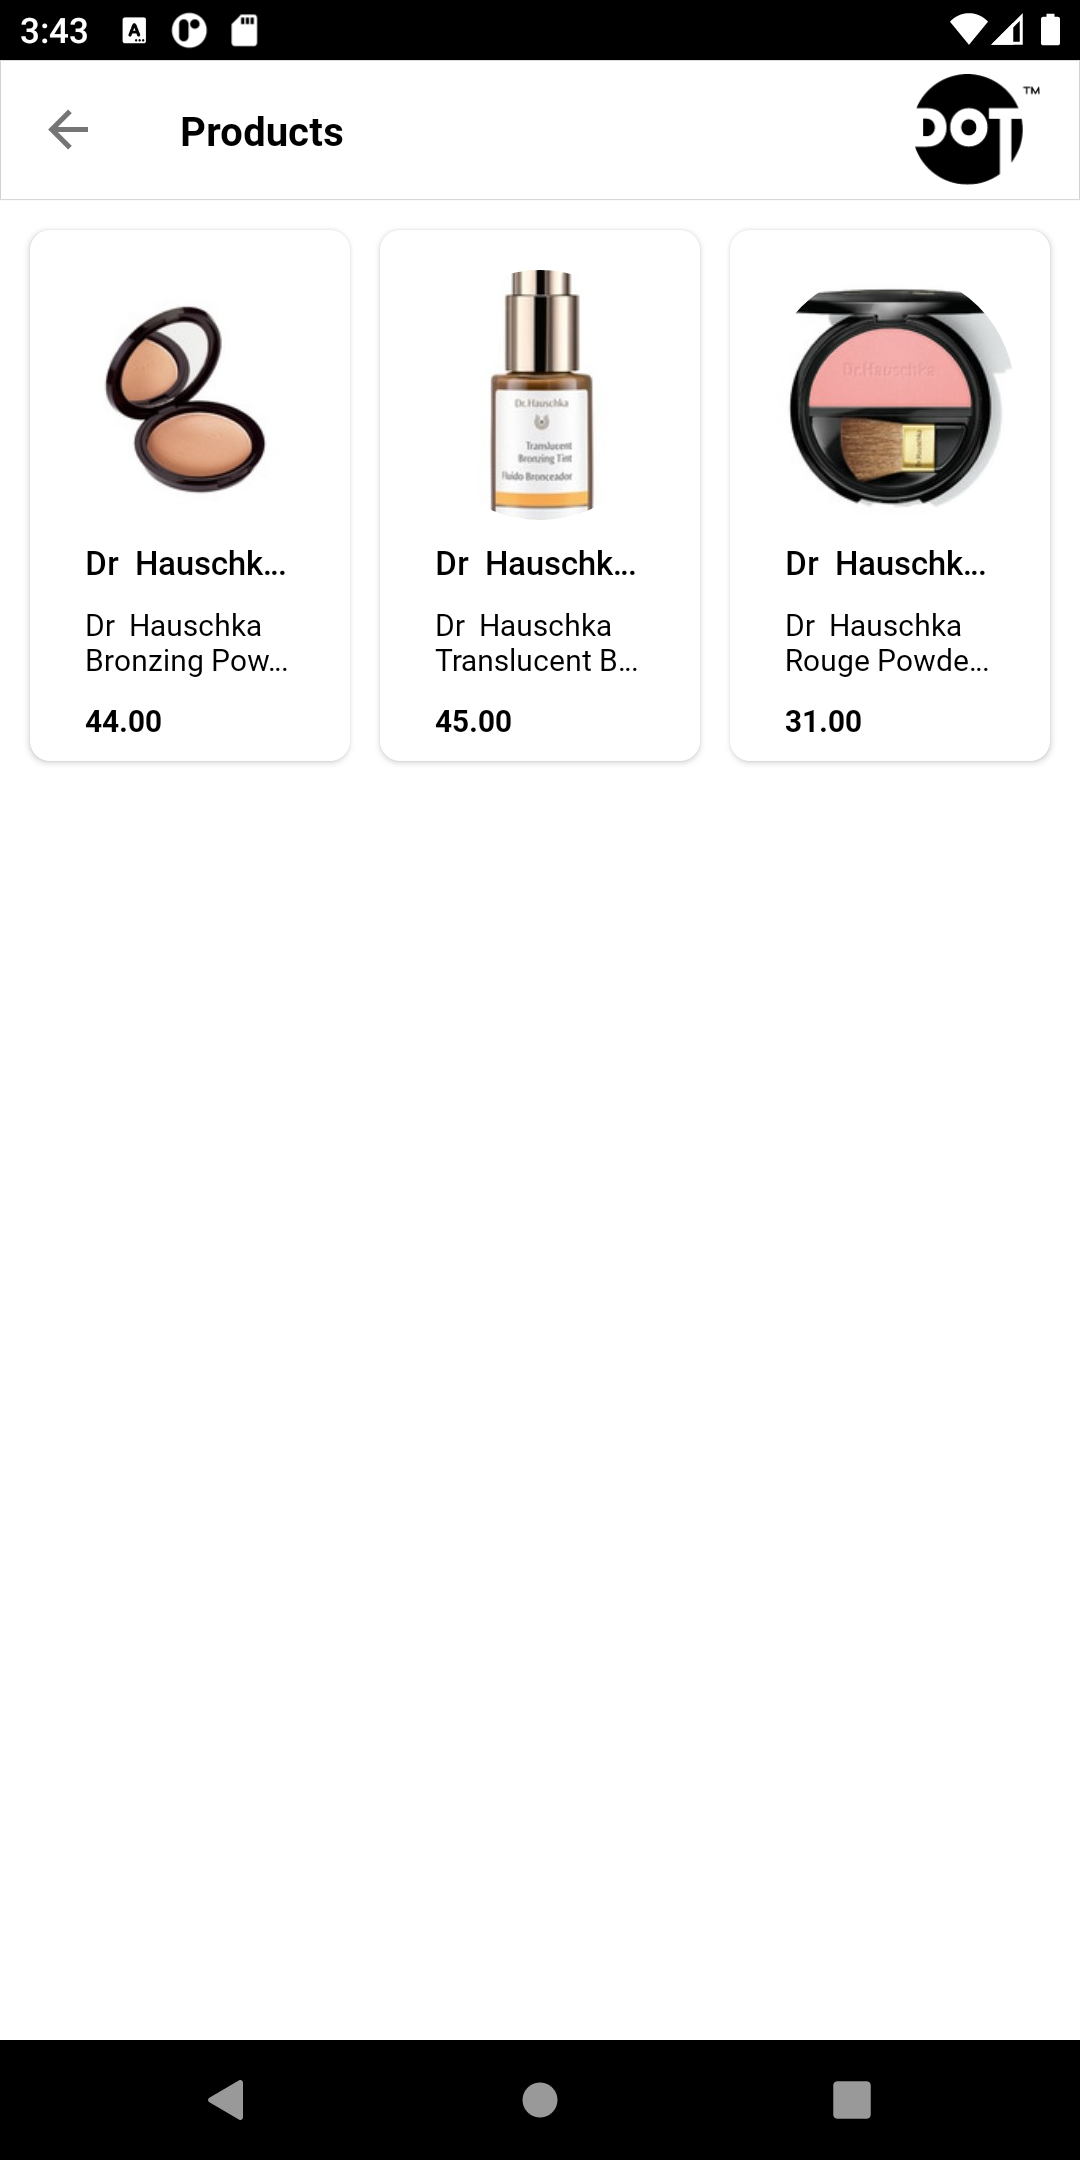 3:43
Products
DOT™
Dr.Hauschka
Translucent
Bronzing Tint
Fluido Bronceador
Dr.Hauschka
Dr  Hauschk...
Dr  Hauschka
Bronzing Pow...
44.00
Dr  Hauschk...
Dr  Hauschka
Translucent B...
45.00
Dr  Hauschk...
Dr  Hauschka
Rouge Powde...
31.00